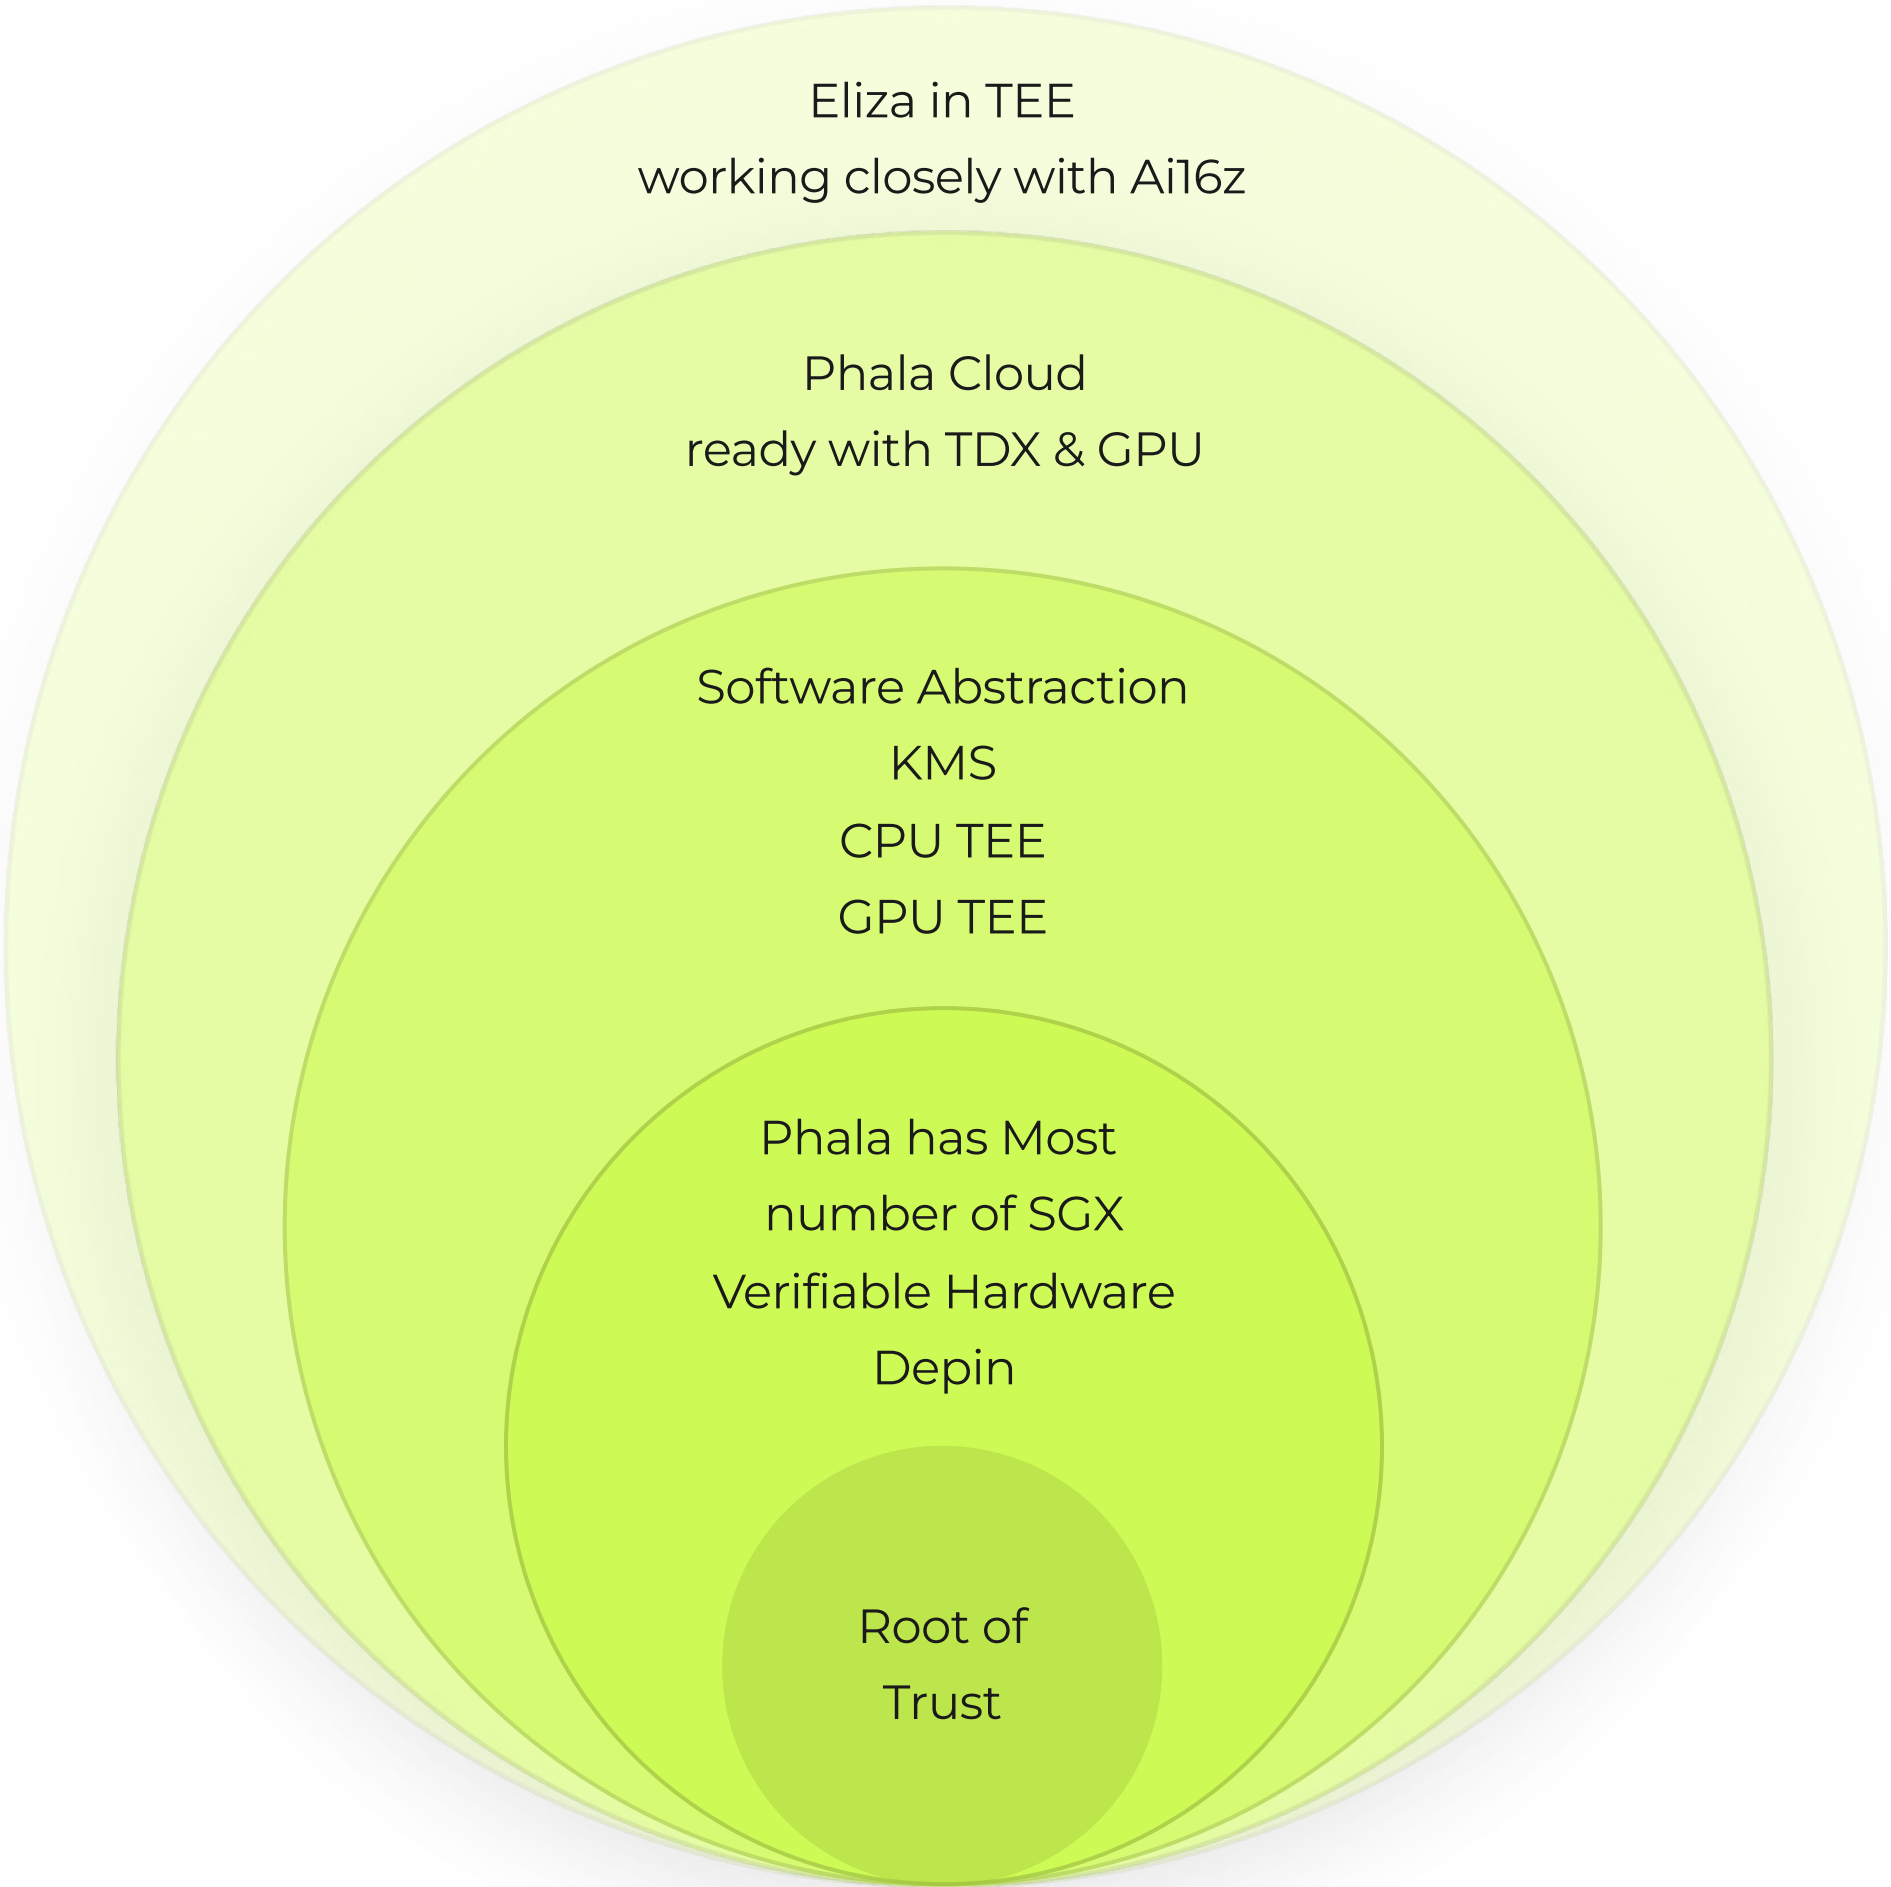 Eliza in TEE
working closely with Ai16z
Phala Cloud
ready with TDX & GPU
Software Abstraction
KMS
CPU TEE
GPU TEE
Phala has Most
number of SGX
Verifiable Hardware
Depin
Root of
Trust